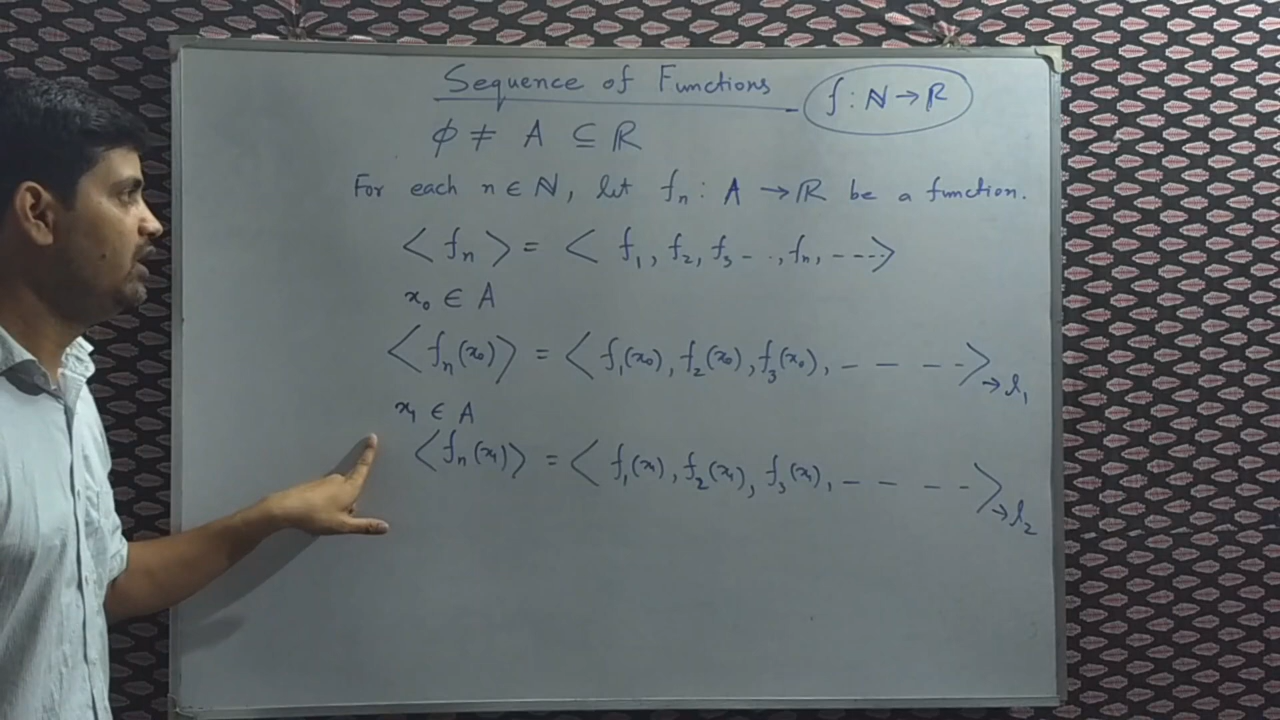 Sequence of Functions f : ℕ → ℝ
ϕ ≠ A ⊆ ℝ
For each n ∈ ℕ, let fₙ : A → ℝ be a function.
< fₙ > = < f₁, f₂, f₃ - - ·, fₙ, - - - ·>
x₀ ∈ A
< fₙ(x₀) > = < f₁(x₀), f₂(x₀), f₃(x₀), — — - -> → l₁
x₁ ∈ A
< fₙ(x₁) > = < f₁(x₁), f₂(x₁), f₃(x₁), — — - -> → l₂